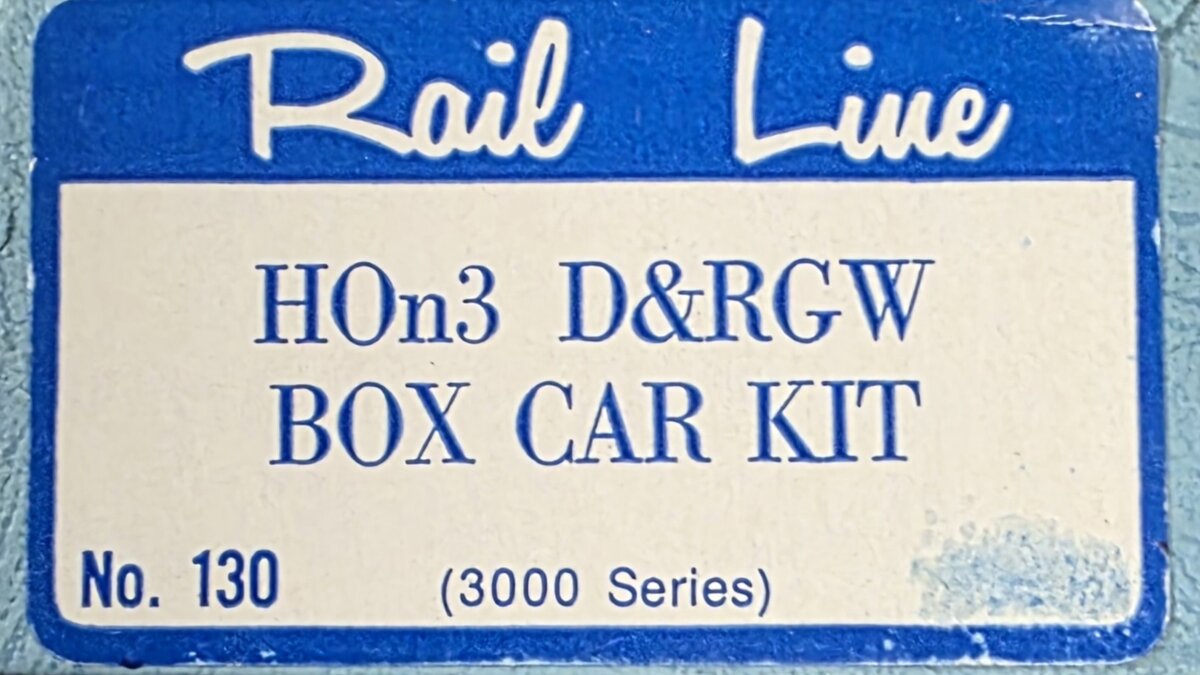 Rail Line
HOn3 D&RGW
BOX CAR KIT
No. 130 (3000 Series)